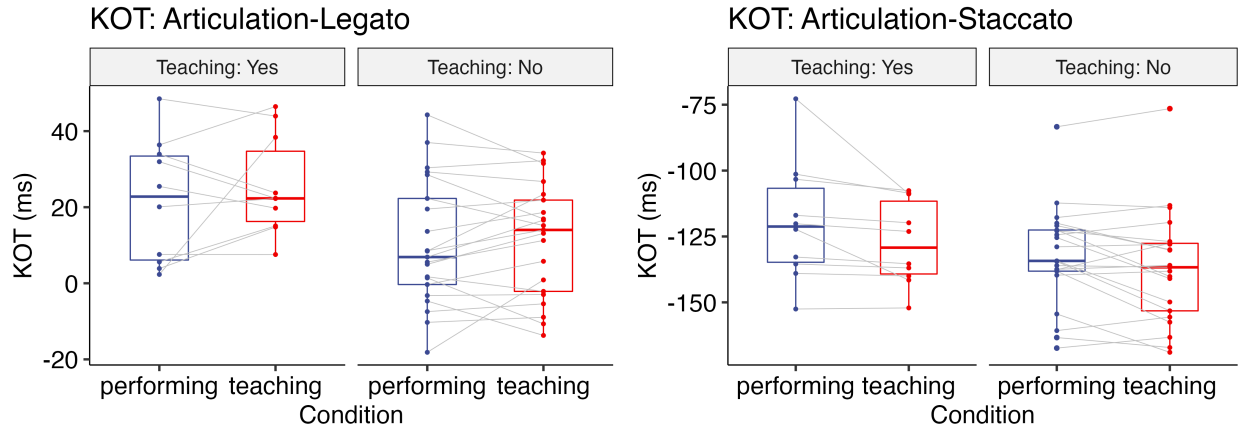 KOT: Articulation-Legato
Teaching: Yes
Teaching: No
KOT (ms)
40
20
0
-20
performing
teaching
performing
teaching
Condition
KOT: Articulation-Staccato
Teaching: Yes
Teaching: No
KOT (ms)
-75
-100
-125
-150
performing
teaching
performing
teaching
Condition